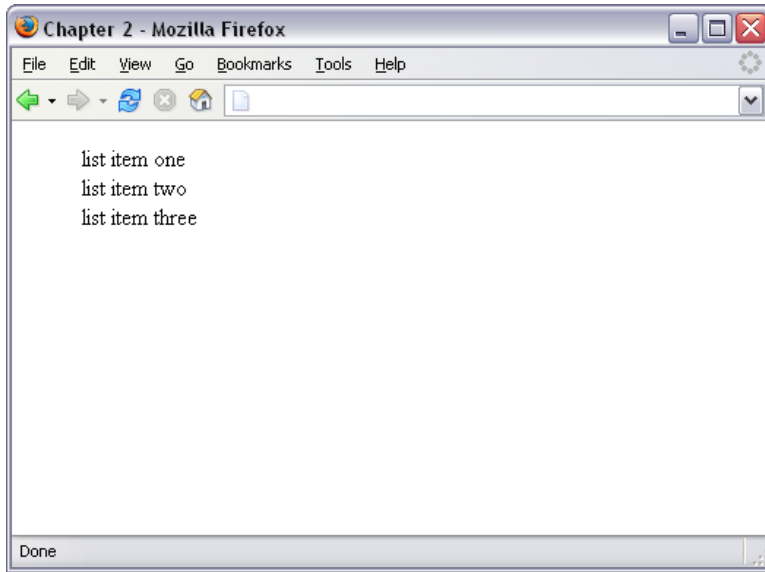 Chapter 2 - Mozilla Firefox
File Edit View Go Bookmarks Tools Help
list item one
list item two
list item three
Done